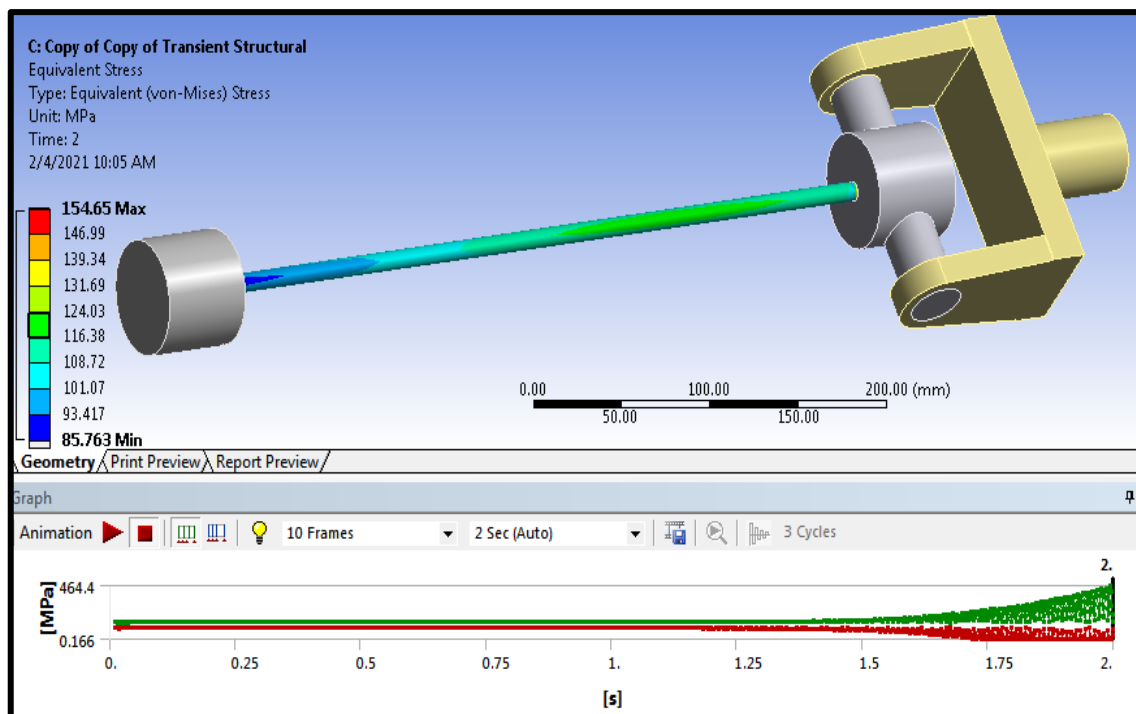 C: Copy of Copy of Transient Structural
Equivalent Stress
Type: Equivalent (von-Mises) Stress
Unit: MPa
Time: 2
2/4/2021 10:05 AM
154.65 Max
146.99
139.34
131.69
124.03
116.38
108.72
101.07
93.417
85.763 Min
0.00 100.00 200.00 (mm)
50.00 150.00
Geometry Print Preview Report Preview
Graph
Animation 10 Frames 2 Sec (Auto) 3 Cycles
2.
[MPa]
464.4
0.166
0. 0.25 0.5 0.75 1. 1.25 1.5 1.75 2.
[s]